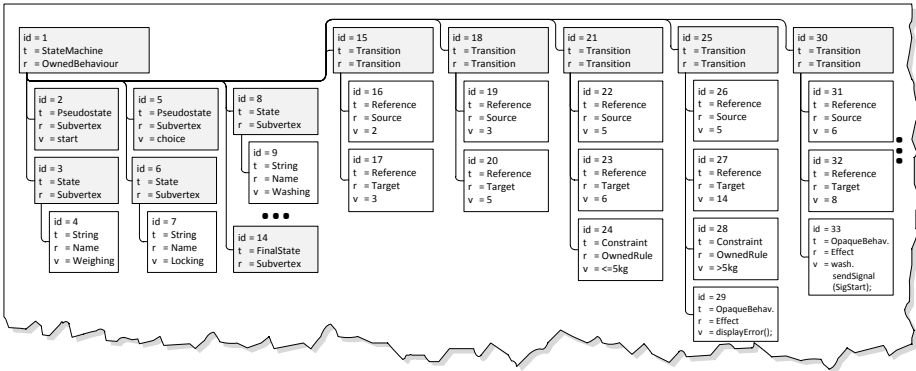 id = 1
t = StateMachine
r = OwnedBehaviour
id = 2
t = Pseudostate
r = Subvertex
v = start
id = 3
t = State
r = Subvertex
id = 4
t = String
r = Name
v = Weighing
id = 5
t = Pseudostate
r = Subvertex
v = choice
id = 6
t = State
r = Subvertex
id = 7
t = String
r = Name
v = Locking
id = 8
t = State
r = Subvertex
id = 9
t = String
r = Name
v = Washing
id = 14
t = FinalState
r = Subvertex
id = 15
t = Transition
r = Transition
id = 16
t = Reference
r = Source
v = 2
id = 17
t = Reference
r = Target
v = 3
id = 18
t = Transition
r = Transition
id = 19
t = Reference
r = Source
v = 3
id = 20
t = Reference
r = Target
v = 5
id = 21
t = Transition
r = Transition
id = 22
t = Reference
r = Source
v = 5
id = 23
t = Reference
r = Target
v = 6
id = 24
t = Constraint
r = OwnedRule
v = <=5kg
id = 25
t = Transition
r = Transition
id = 26
t = Reference
r = Source
v = 5
id = 27
t = Reference
r = Target
v = 14
id = 28
t = Constraint
r = OwnedRule
v = >5kg
id = 29
t = OpaqueBehav.
r = Effect
v = displayError();
id = 30
t = Transition
r = Transition
id = 31
t = Reference
r = Source
v = 6
id = 32
t = Reference
r = Target
v = 8
id = 33
t = OpaqueBehav.
r = Effect
v = wash.
sendSignal
(SigStart);